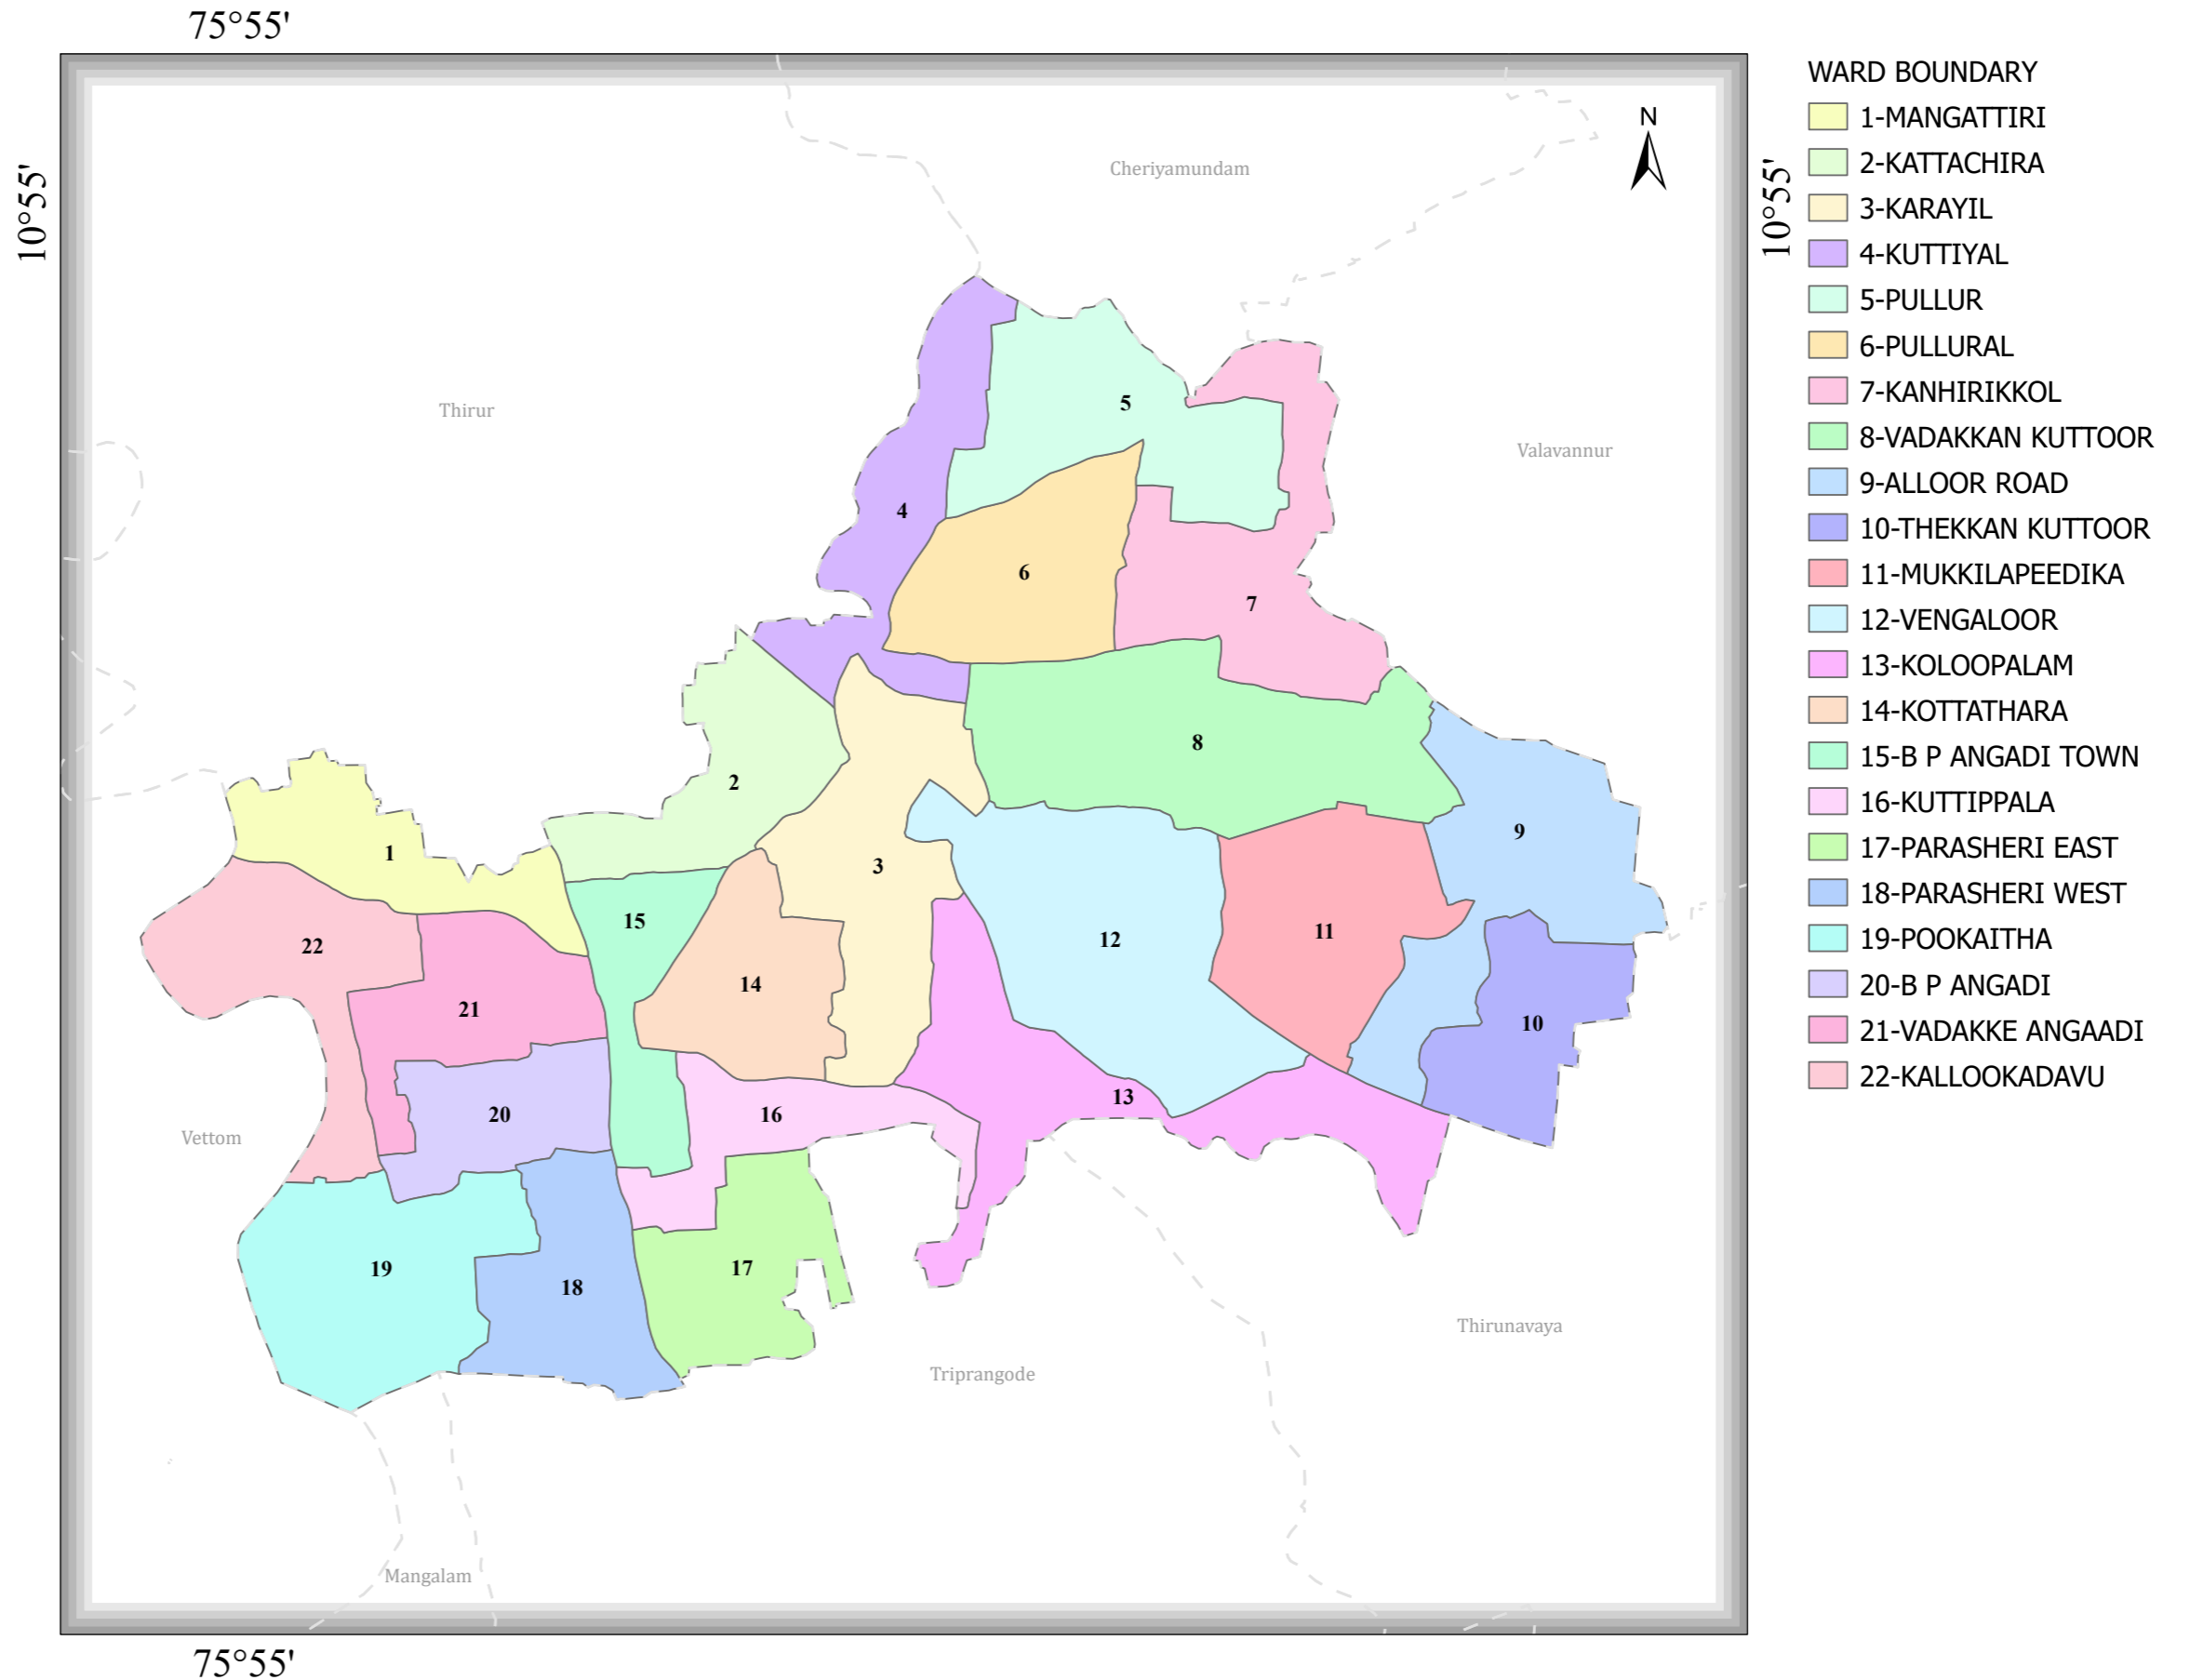 75°55'
10°55'
10°55'
N
Cheriyamundam
Thirur
Valavannur
Vettom
Thirunavaya
Triprangode
Mangalam
5
4
6
7
8
2
9
1
3
15
11
12
22
14
21
10
13
20
16
19
17
18
75°55'
WARD BOUNDARY
1-MANGATTIRI
2-KATTACHIRA
3-KARAYIL
4-KUTTIYAL
5-PULLUR
6-PULLURAL
7-KANHIRIKKOL
8-VADAKKAN KUTTOOR
9-ALLOOR ROAD
10-THEKKAN KUTTOOR
11-MUKKILAPEEDIKA
12-VENGALOOR
13-KOLOOPALAM
14-KOTTATHARA
15-B P ANGADI TOWN
16-KUTTIPPALA
17-PARASHERI EAST
18-PARASHERI WEST
19-POOKAITHA
20-B P ANGADI
21-VADAKKE ANGAADI
22-KALLOOKADAVU